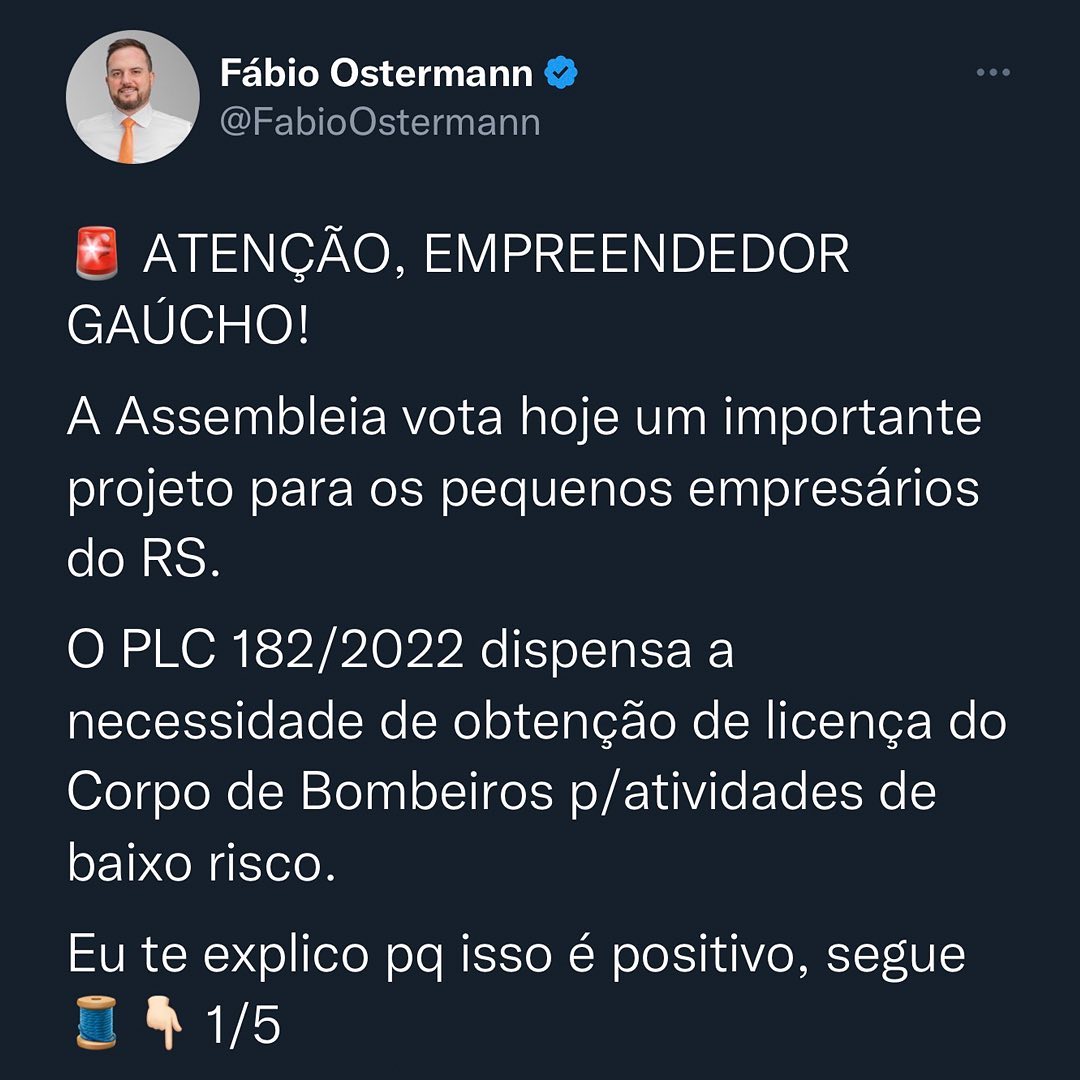 Fábio Ostermann
@FabioOstermann
🚨 ATENÇÃO, EMPREENDEDOR
GAÚCHO!
A Assembleia vota hoje um importante
projeto para os pequenos empresários
do RS.
O PLC 182/2022 dispensa a
necessidade de obtenção de licença do
Corpo de Bombeiros p/atividades de
baixo risco.
Eu te explico pq isso é positivo, segue
🧵👇🏻 1/5